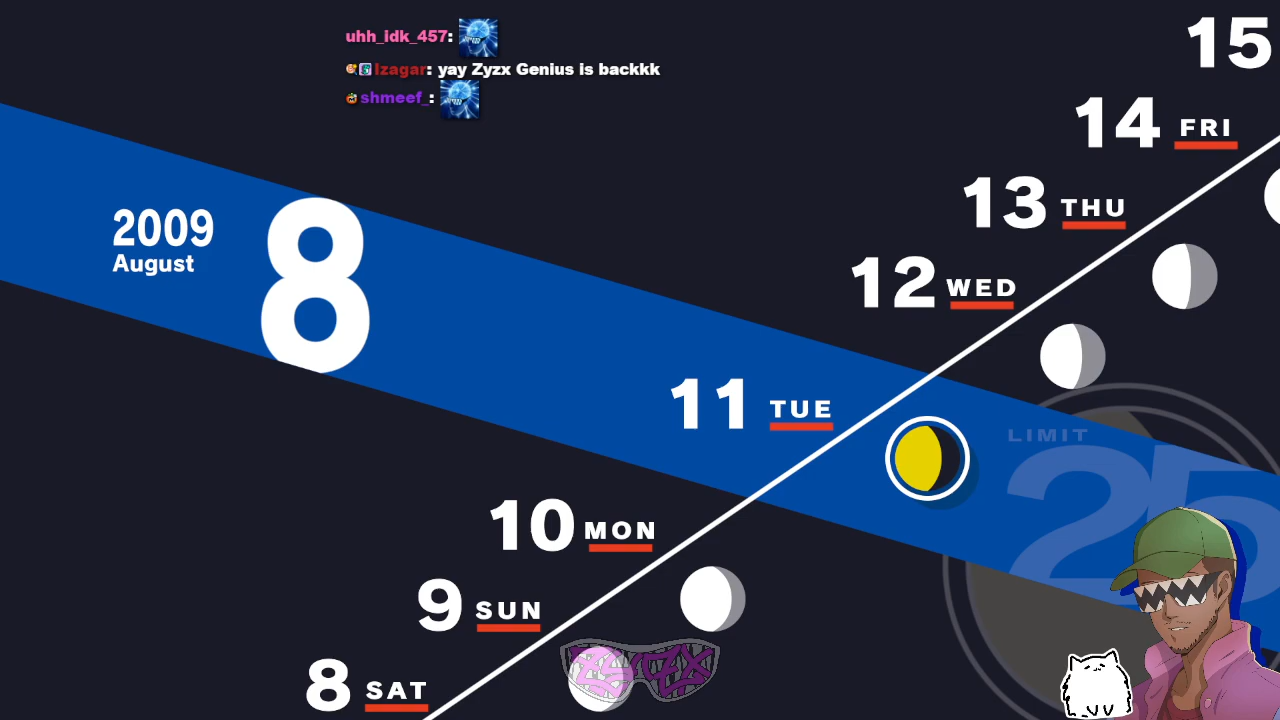 uhh_idk_457:
Izagar: yay Zyzx Genius is backkk
shmeef_:
15
14 FRI
13 THU
12 WED
2009
August
8
11 TUE
LIMIT
25
10 MON
9 SUN
8 SAT
ZYZX